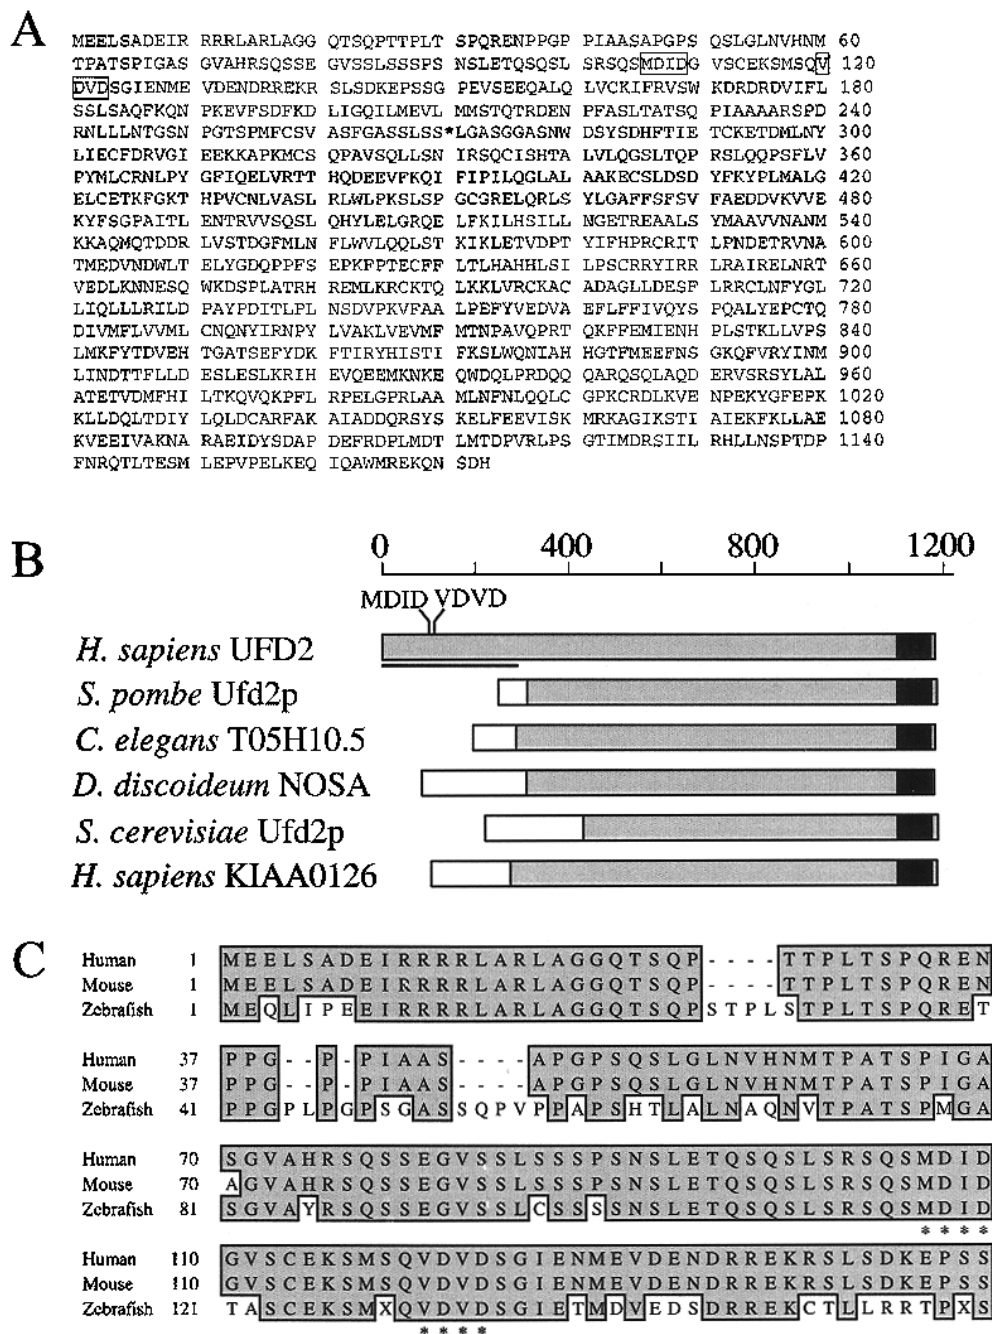 A
MEELSADEIR RRRLARLAGG QTSQPTTPLT SPQRENPPGP PIAASAPGPS QSLGLNVHNM 60
TPATSPIGAS GVAHRSQSSE GVSSLSSSPS NSLETQSQSL SRSQSMDIDG VSCEKSMSQV 120
DVDSGIENME VDENDRREKR SLSDKEPSSG PEVSEEQALQ LVCKIFRVSW KDRDRDVIFL 180
SSLSAQFKQN PKEVFSDFKD LIGQILMEVL MMSTQTRDEN PFASLTATSQ PIAAAARSPD 240
RNLLLNTGSN PGTSPMFCSV ASFGASSLSS *LGASGGASNW DSYSDHFTIE TCKETDMLNY 300
LIECFDRVGI EEKKAPKMCS QPAVSQLLSN IRSQCISHTA LVLQGSLTQP RSLQQPSFLV 360
PYMLCRNLPY GFIQELVRTT HQDEEVFKQI FIPILQGLAL AAKECSLDSD YFKYPLMALG 420
ELCETKFGKT HPVCNLVASL RLWLPKSLSP GCGRELQRLS YLGAFFSFSV FAEDDVKVVE 480
KYFSGPAITL ENTRVVSQSL QHYLELGRQE LFKILHSILL NGETREAALS YMAAVVNANM 540
KKAQMQTDDR LVSTDGFMLN FLWVLQQLST KIKLETVDPT YIFHPRCRIT LPNDETRVNA 600
TMEDVNDWLT ELYGDQPPFS EPKFPTECFF LTLHAHHLSI LPSCRRYIRR LRAIRELNRT 660
VEDLKNNESQ WKDSPLATRH REMLKRCKTQ LKKLVRCKAC ADAGLLDESF LRRCLNFYGL 720
LIQLLLRILD PAYPDITLPL NSDVPKVFAA LPEFYVEDVA EFLFFIVQYS PQALYEPCTQ 780
DIVMFLVVML CNQNYIRNPY LVAKLVEVMF MTNPAVQPRT QKFFEMIENH PLSTKLLVPS 840
LMKFYTDVEH TGATSEFYDK FTIRYHISTI FKSLWQNIAH HGTFMEEFNS GKQFVRYINM 900
LINDTTFLLD ESLESLKRIH EVQEEMKNKE QWDQLPRDQQ QARQSQLAQD ERVSRSYLAL 960
ATETVDMFHI LTKQVQKPFL RPELGPRLAA MLNFNLQQLC GPKCRDLKVE NPEKYGFEPK 1020
KLLDQLTDIY LQLDCARFAK AIADDQRSYS KELFEEVISK MRKAGIKSTI AIEKFKLLAE 1080
KVEEIVAKNA RAEIDYSDAP DEFRDPLMDT LMTDPVRLPS GTIMDRSIIL RHLLNSPTDP 1140
FNRQTLTESM LEPVPELKEQ IQAWMREKQN SDH
B
0 400 800 1200
MDID VDVD
H. sapiens UFD2
S. pombe Ufd2p
C. elegans T05H10.5
D. discoideum NOSA
S. cerevisiae Ufd2p
H. sapiens KIAA0126
C
Human 1 MEELSADEIRRRRLARLAGGQTSQP----TTPLTSPQREN
Mouse 1 MEELSADEIRRRRLARLAGGQTSQP----TTPLTSPQREN
Zebrafish 1 MEQLIPEEIRRRRLARLAGGQTSQPSTPLSTPLTSPQRET
Human 37 PPG--P-PIAAS----APGPSQSLGLNVHNMTPATSPIGA
Mouse 37 PPG--P-PIAAS----APGPSQSLGLNVHNMTPATSPIGA
Zebrafish 41 PPGPLPGPSGASSQPVPPAPSHTLALNAQNVTPATSPMGA
Human 70 SGVAHRSQSSEGVSSLSSSPSNSLETQSQSLSRSQSMDID
Mouse 70 AGVAHRSQSSEGVSSLSSSPSNSLETQSQSLSRSQSMDID
Zebrafish 81 SGVAYRSQSSEGVSSLCSSSSNSLETQSQSLSRSQSMDID
* * * *
Human 110 GVSCEKSMSQVDVDSGIENMEVDENDRREKRSLSDKEPSS
Mouse 110 GVSCEKSMSQVDVDSGIENMEVDENDRREKRSLSDKEPSS
Zebrafish 121 TASCEKSMXQVDVDSGIETMDVEDSDRREKCTLLRRTPXS
* * * *